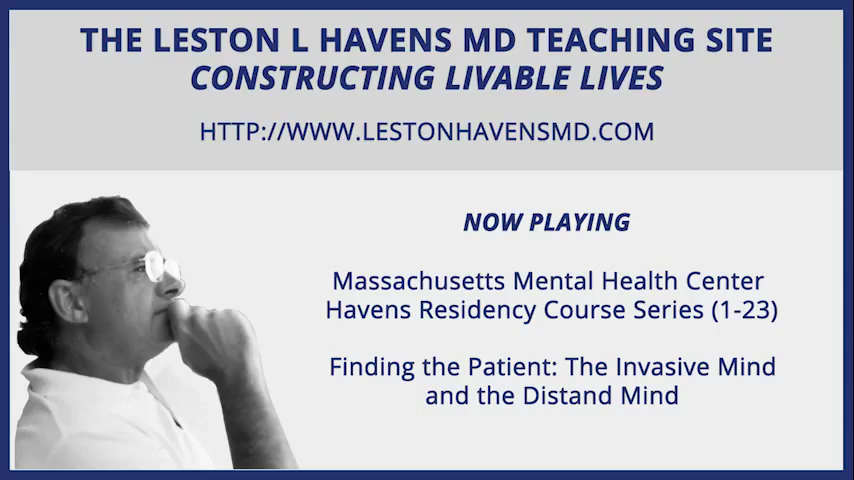 THE LESTON L HAVENS MD TEACHING SITE
CONSTRUCTING LIVABLE LIVES
HTTP://WWW.LESTONHAVENSMD.COM
NOW PLAYING
Massachusetts Mental Health Center
Havens Residency Course Series (1-23)
Finding the Patient: The Invasive Mind
and the Distand Mind